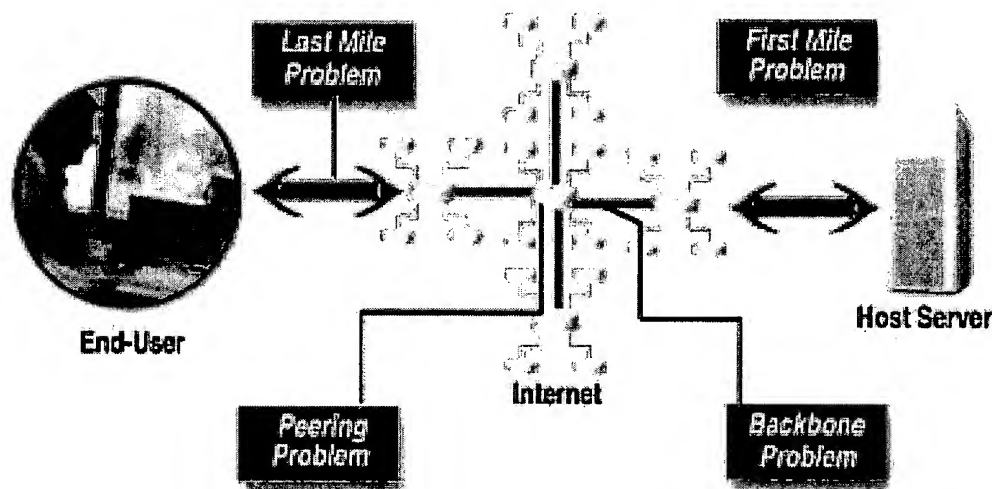 Last Mile
Problem
First Mile
Problem
End-User
Host Server
Internet
Peering
Problem
Backbone
Problem